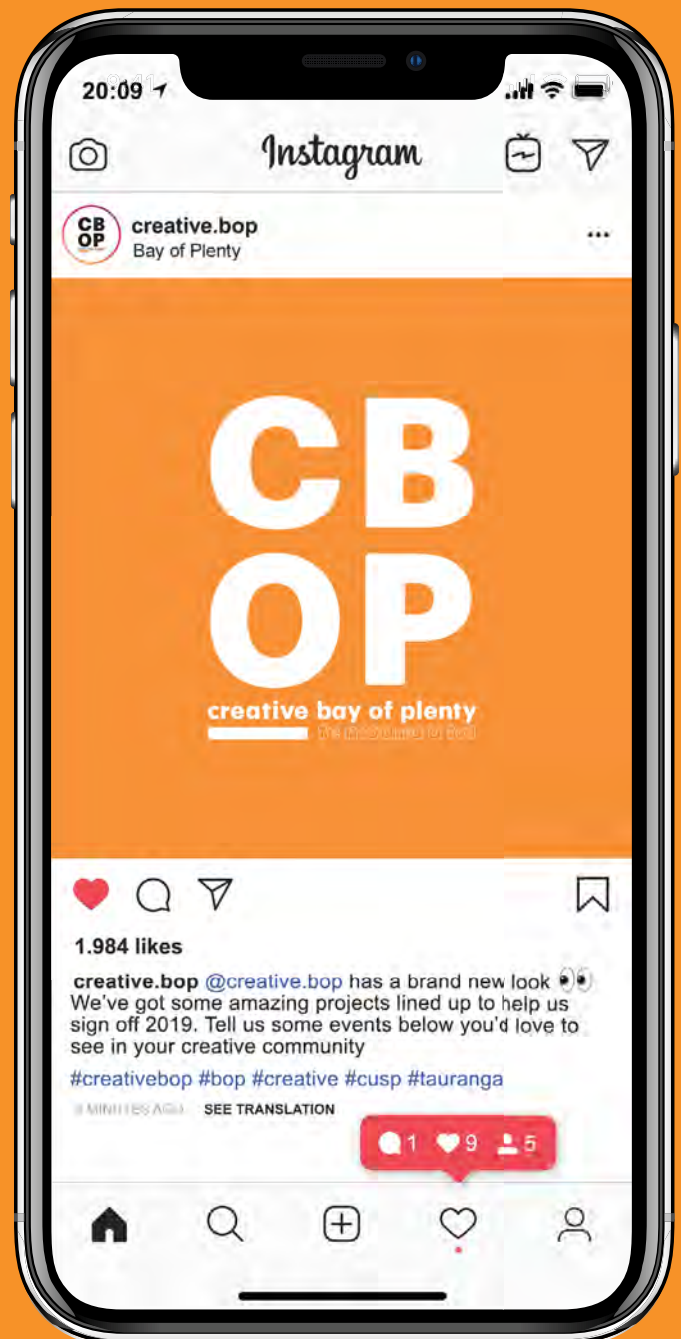 20:09
Instagram
CB
OP
creative.bop
Bay of Plenty
CB
OP
creative bay of plenty
1.984 likes
creative.bop @creative.bop has a brand new look 👀
We've got some amazing projects lined up to help us
sign off 2019. Tell us some events below you'd love to
see in your creative community
#creativebop #bop #creative #cusp #tauranga
MINUTES AGO SEE TRANSLATION
1 9 5